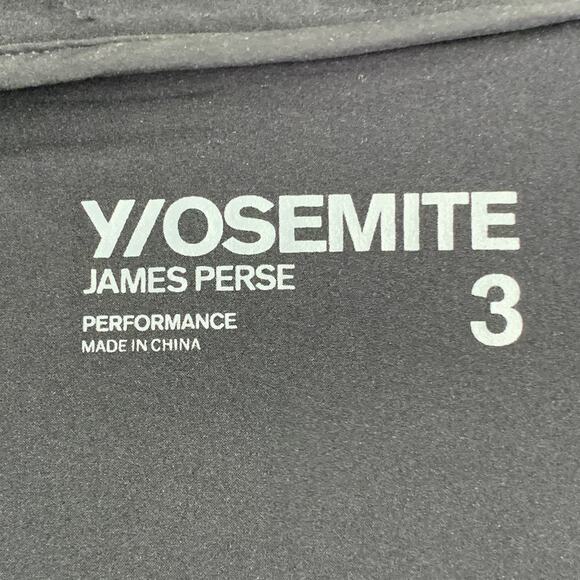 Y/OSEMITE
JAMES PERSE
PERFORMANCE
MADE IN CHINA
3